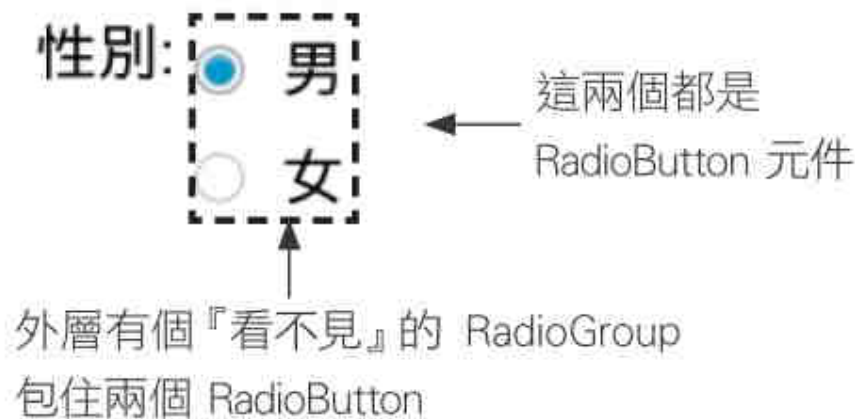 性別:
男
女
這兩個都是
RadioButton 元件
外層有個『看不見』的 RadioGroup
包住兩個 RadioButton